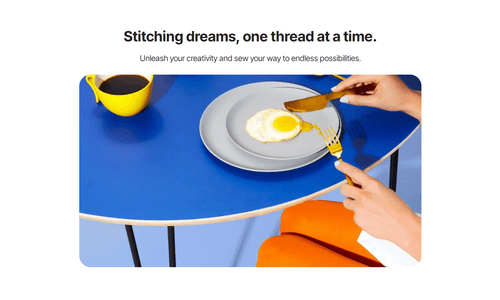 Stitching dreams, one thread at a time.
Unleash your creativity and sew your way to endless possibilities.